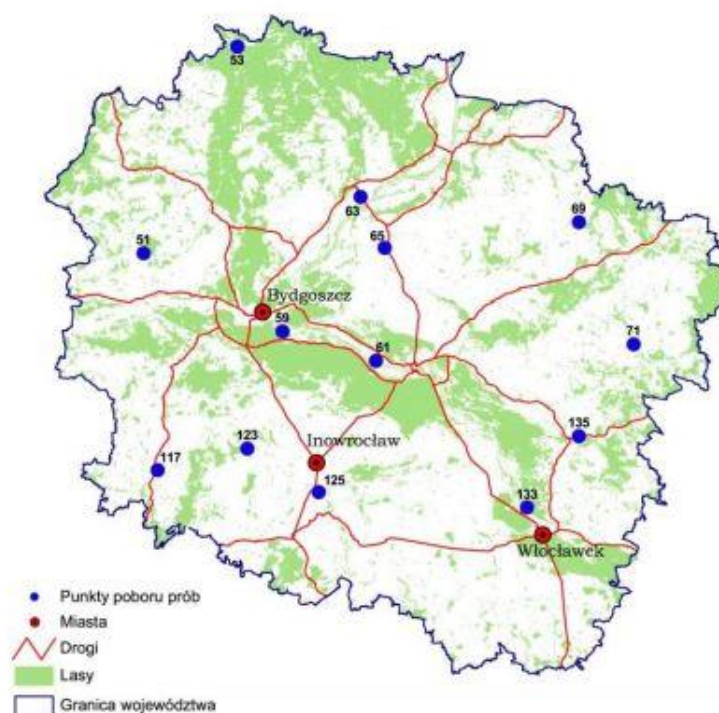 53
63
69
51
65
Bydgoszcz
59
61
71
135
123
Inowrocław
117
125
133
Włocławek
Punkty poboru prób
Miasta
Drogi
Lasy
Granica województwa